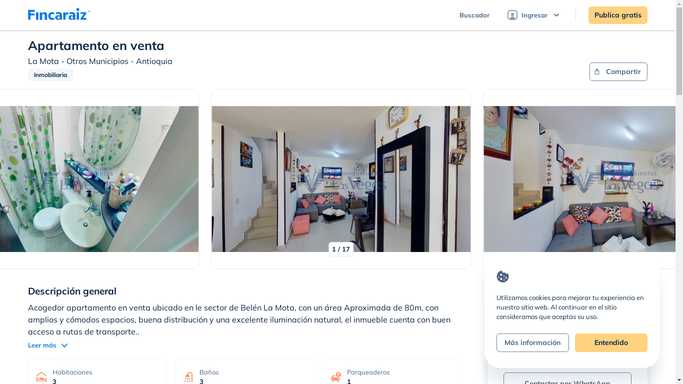 Fincaraiz
Buscador
Ingresar
Publica gratis
Apartamento en venta
La Mota - Otros Municipios - Antioquia
Inmobiliaria
Compartir
1 / 17
Descripción general
Acogedor apartamento en venta ubicado en le sector de Belén La Mota, con un área Aproximada de 80m, con
amplios y cómodos espacios, buena distribución y una excelente iluminación natural, el inmueble cuenta con buen
acceso a rutas de transporte..
Leer más
Habitaciones
3
Baños
3
Parqueaderos
1
Utilizamos cookies para mejorar tu experiencia en
nuestro sitio web. Al continuar en el sitio
consideramos que aceptas su uso.
Más información
Entendido
Contactar por WhatsApp